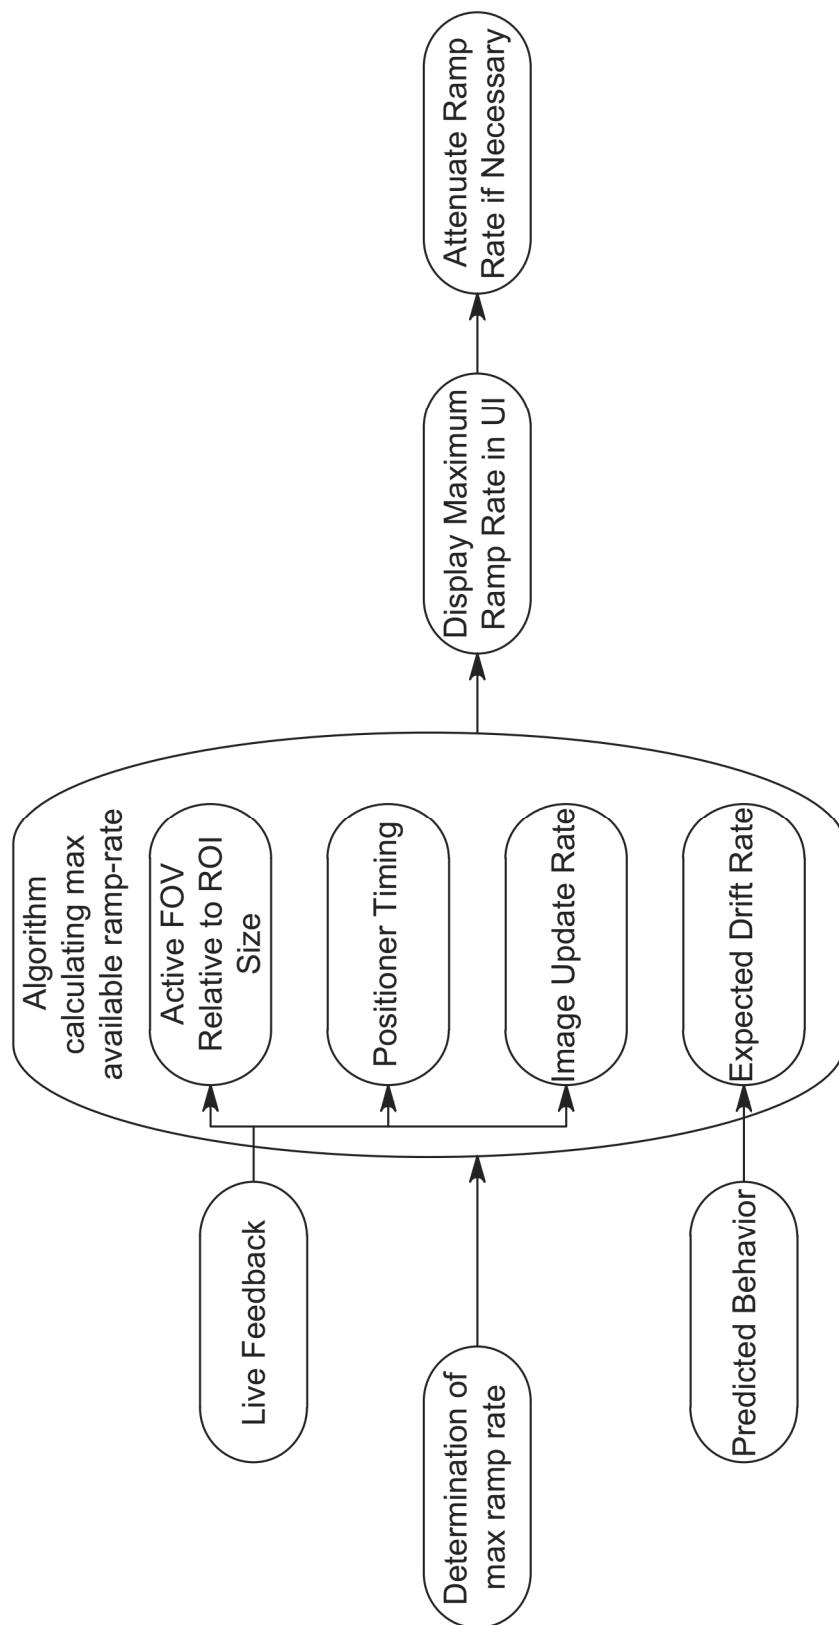 Live Feedback
Determination of
max ramp rate
Predicted Behavior
Algorithm
calculating max
available ramp-rate
Active FOV
Relative to ROI
Size
Positioner Timing
Image Update Rate
Expected Drift Rate
Display Maximum
Ramp Rate in UI
Attenuate Ramp
Rate if Necessary